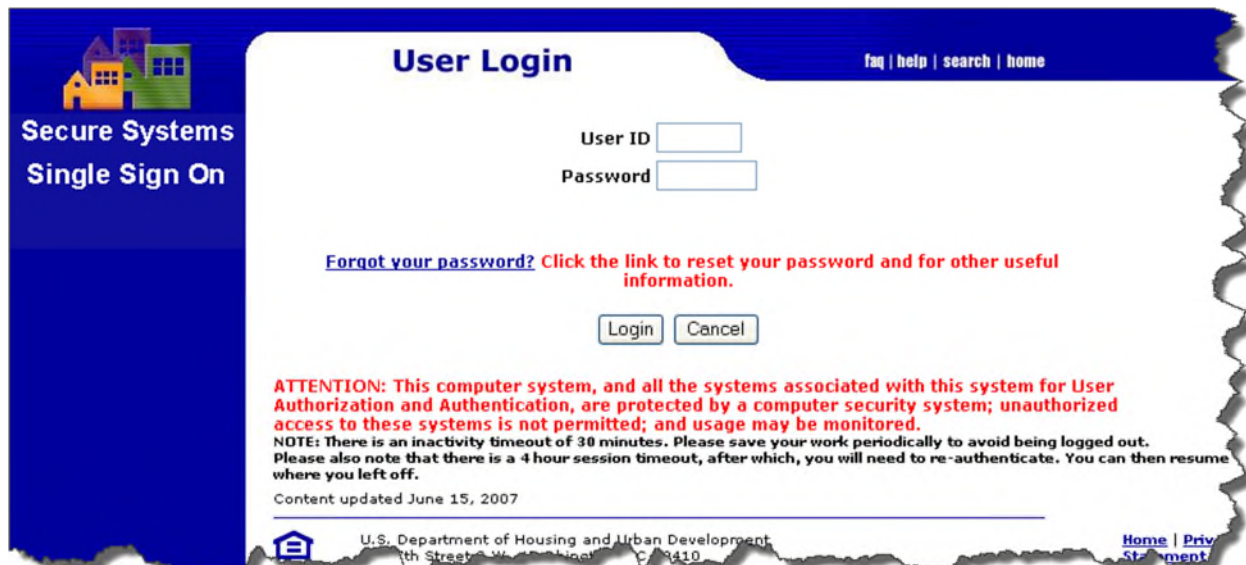 Secure Systems
Single Sign On
User Login
faq | help | search | home
User ID
Password
Forgot your password? Click the link to reset your password and for other useful
information.
Login Cancel
ATTENTION: This computer system, and all the systems associated with this system for User
Authorization and Authentication, are protected by a computer security system; unauthorized
access to these systems is not permitted; and usage may be monitored.
NOTE: There is an inactivity timeout of 30 minutes. Please save your work periodically to avoid being logged out.
Please also note that there is a 4 hour session timeout, after which, you will need to re-authenticate. You can then resume
where you left off.
Content updated June 15, 2007
U.S. Department of Housing and Urban Development
Home |